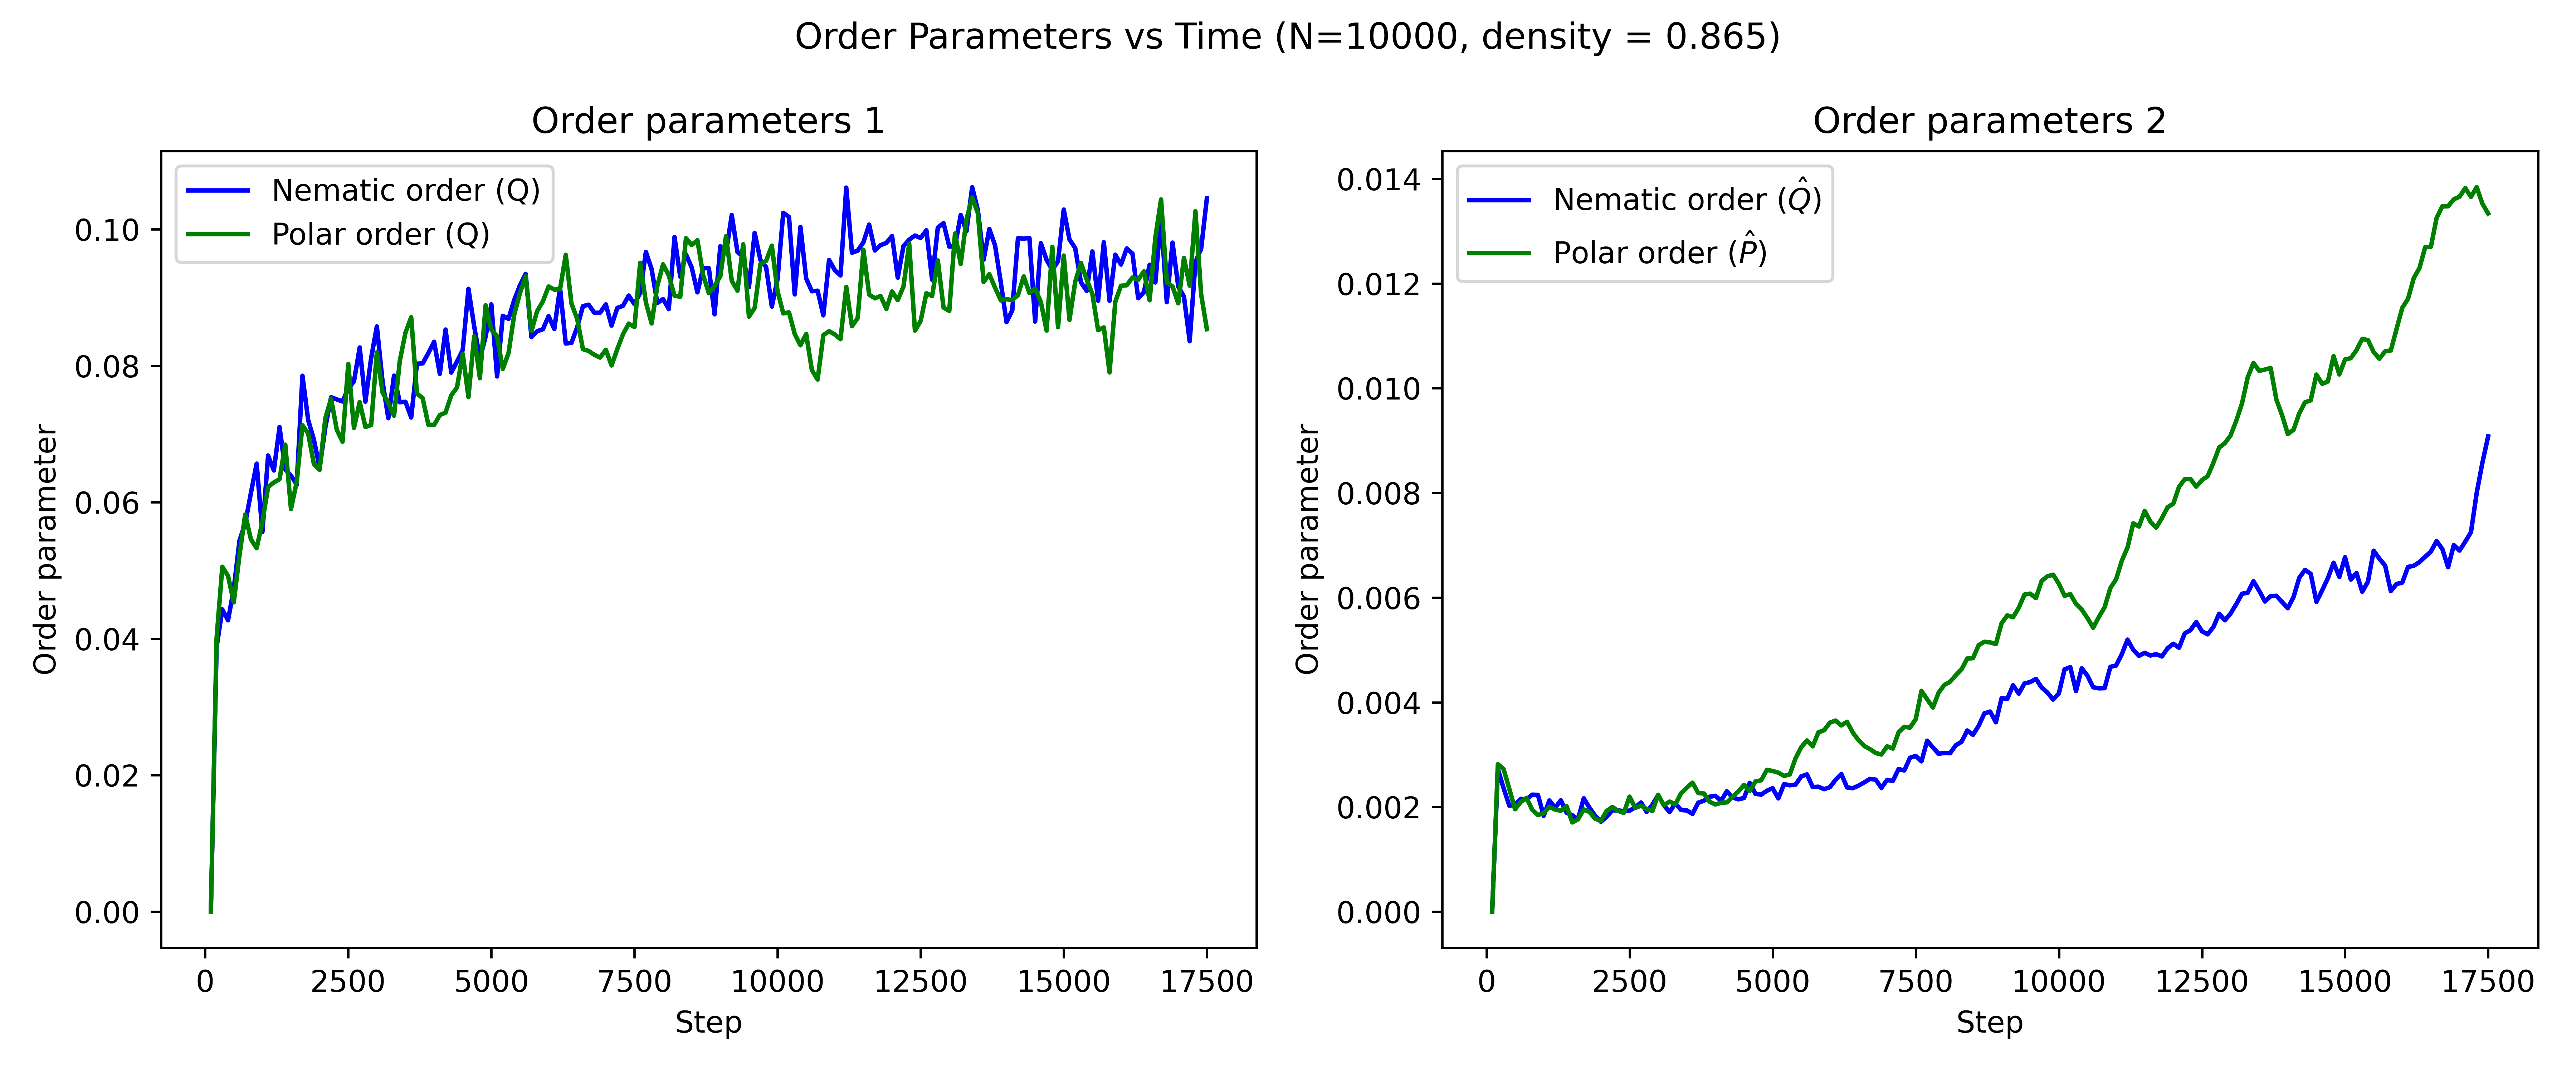 Order Parameters vs Time (N=10000, density = 0.865)
Order parameters 1
Nematic order (Q)
Polar order (Q)
0.10
0.08
0.06
0.04
0.02
0.00
Order parameter
0 2500 5000 7500 10000 12500 15000 17500
Step
Order parameters 2
Nematic order (Q̂)
Polar order (P̂)
0.014
0.012
0.010
0.008
0.006
0.004
0.002
0.000
Order parameter
0 2500 5000 7500 10000 12500 15000 17500
Step